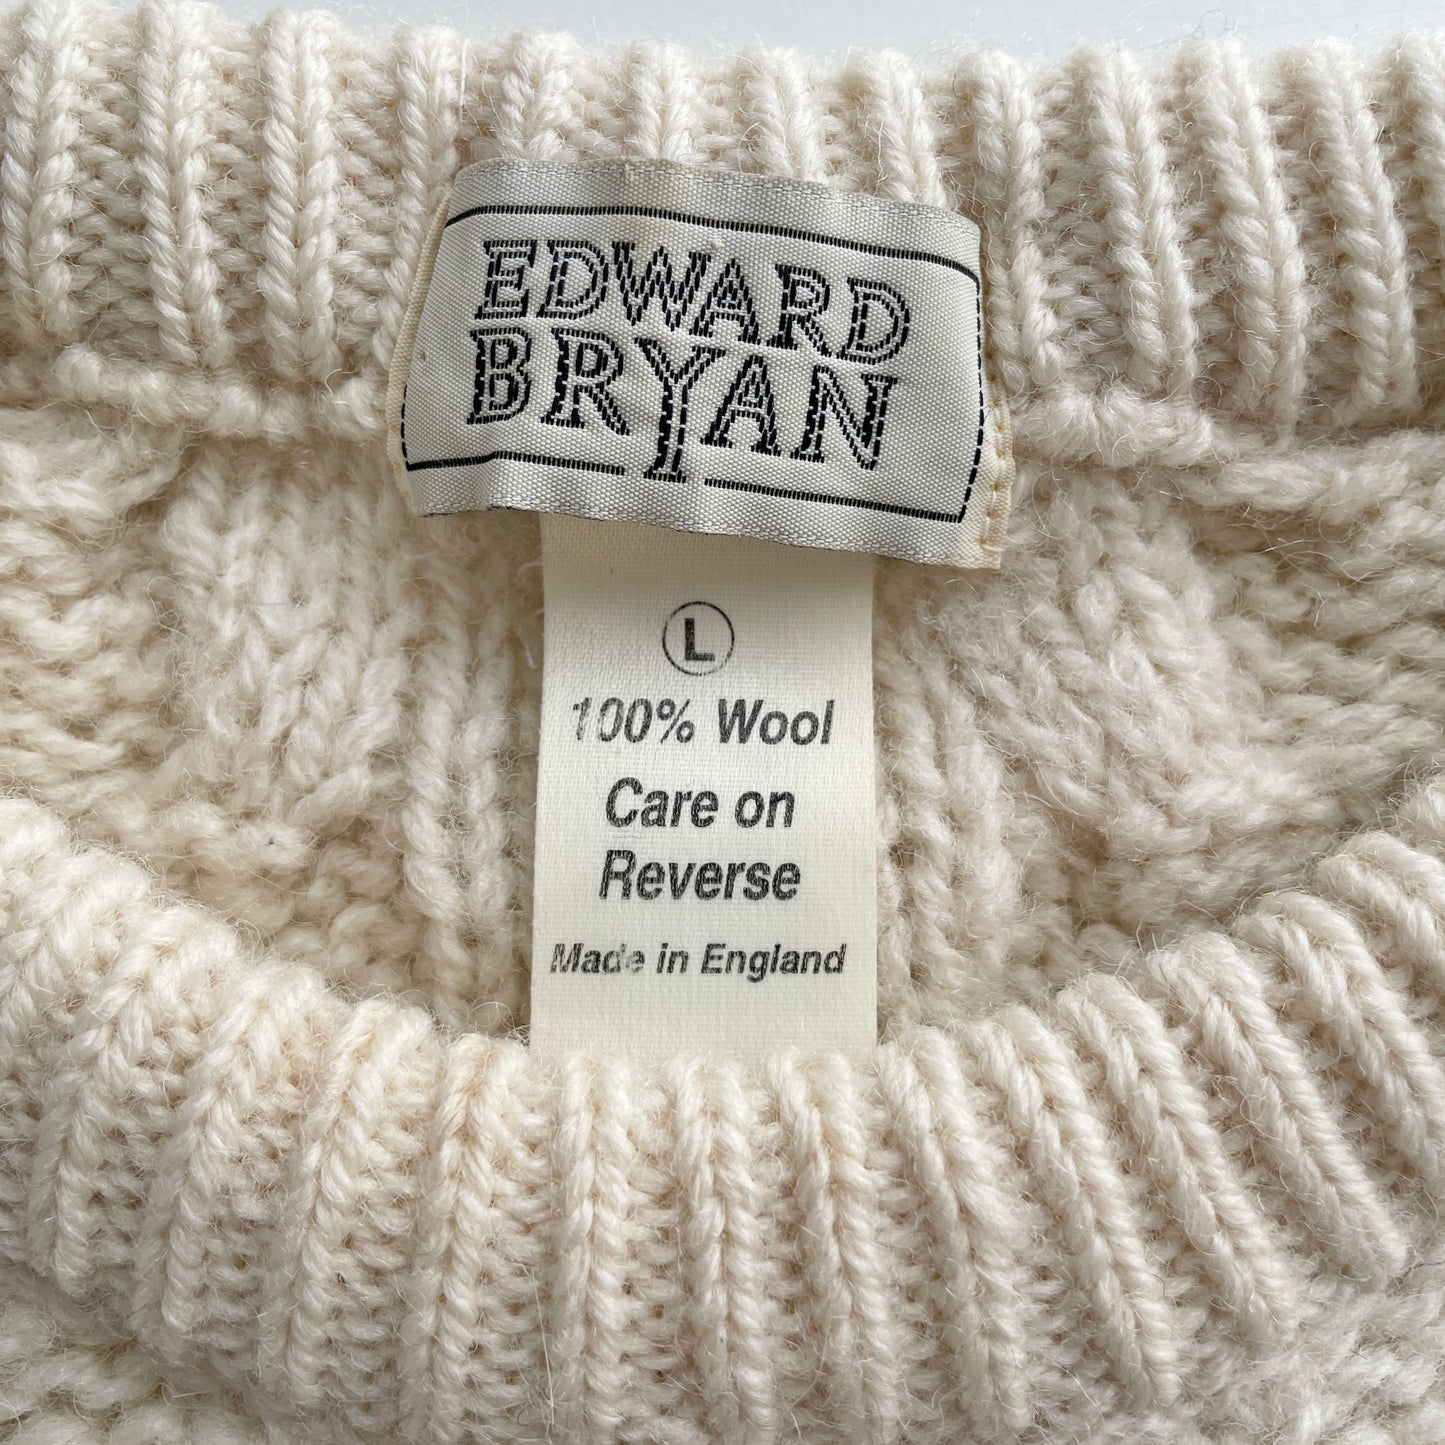 EDWARD
BRYAN
L
100% Wool
Care on
Reverse
Made in England